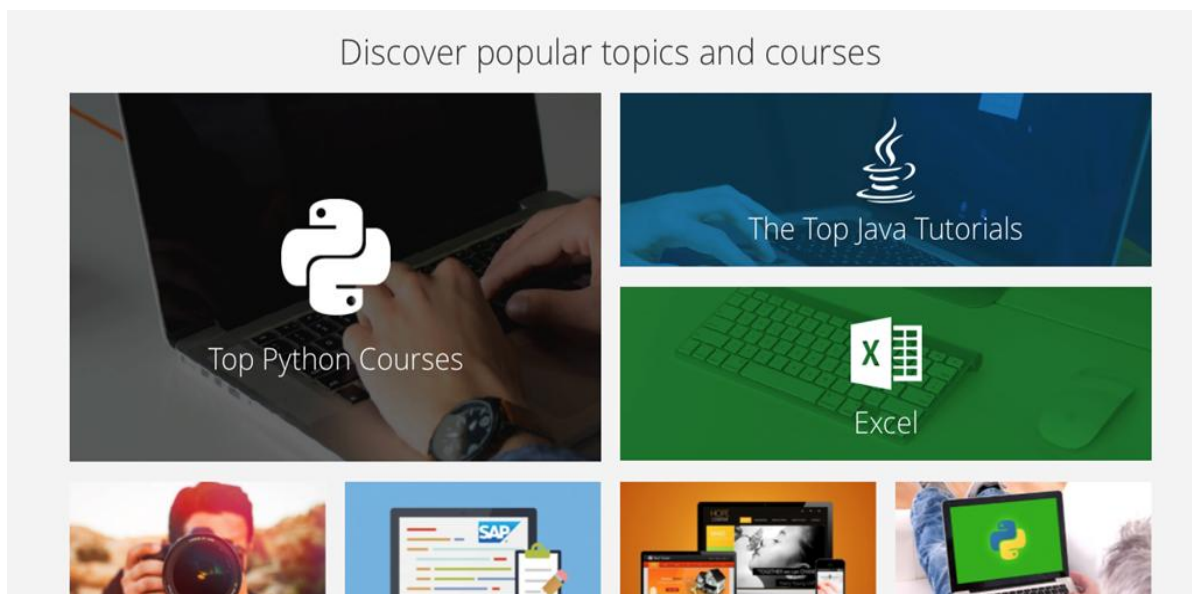 Discover popular topics and courses
Top Python Courses
The Top Java Tutorials
X
Excel
SAP